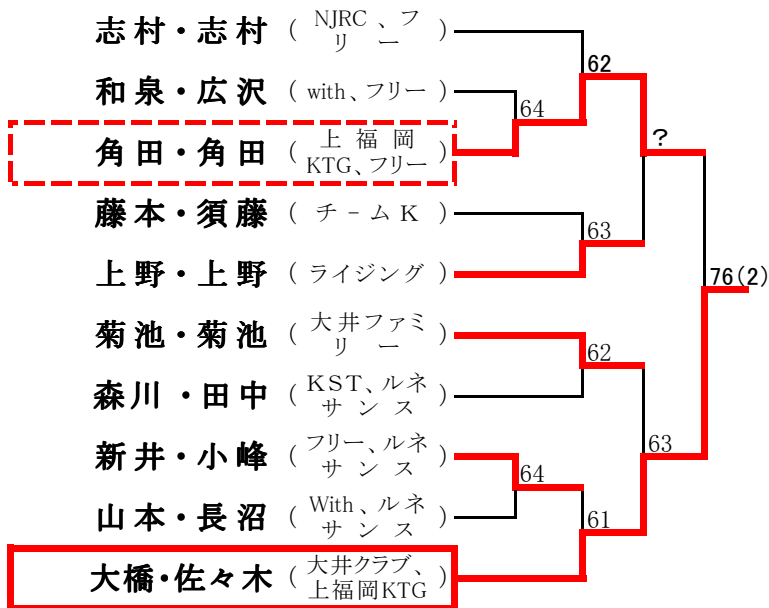 志村・志村 ( NJRC 、フ
リ ー )
62
和泉・広沢 ( with、フリー )
64
角田・角田 ( 上 福 岡
KTG、フリー )
?
藤本・須藤 ( チ - ム K )
63
上野・上野 ( ライジング )
76(2)
菊池・菊池 ( 大井ファミ
リ ー )
62
森川 ・田中 ( KST、ルネ
サ ン ス )
63
新井・小峰 ( フリー、ルネ
サ ン ス )
64
山本・長沼 ( With、ルネ
サ ン ス )
61
大橋・佐々木 ( 大井クラブ、
上福岡KTG )